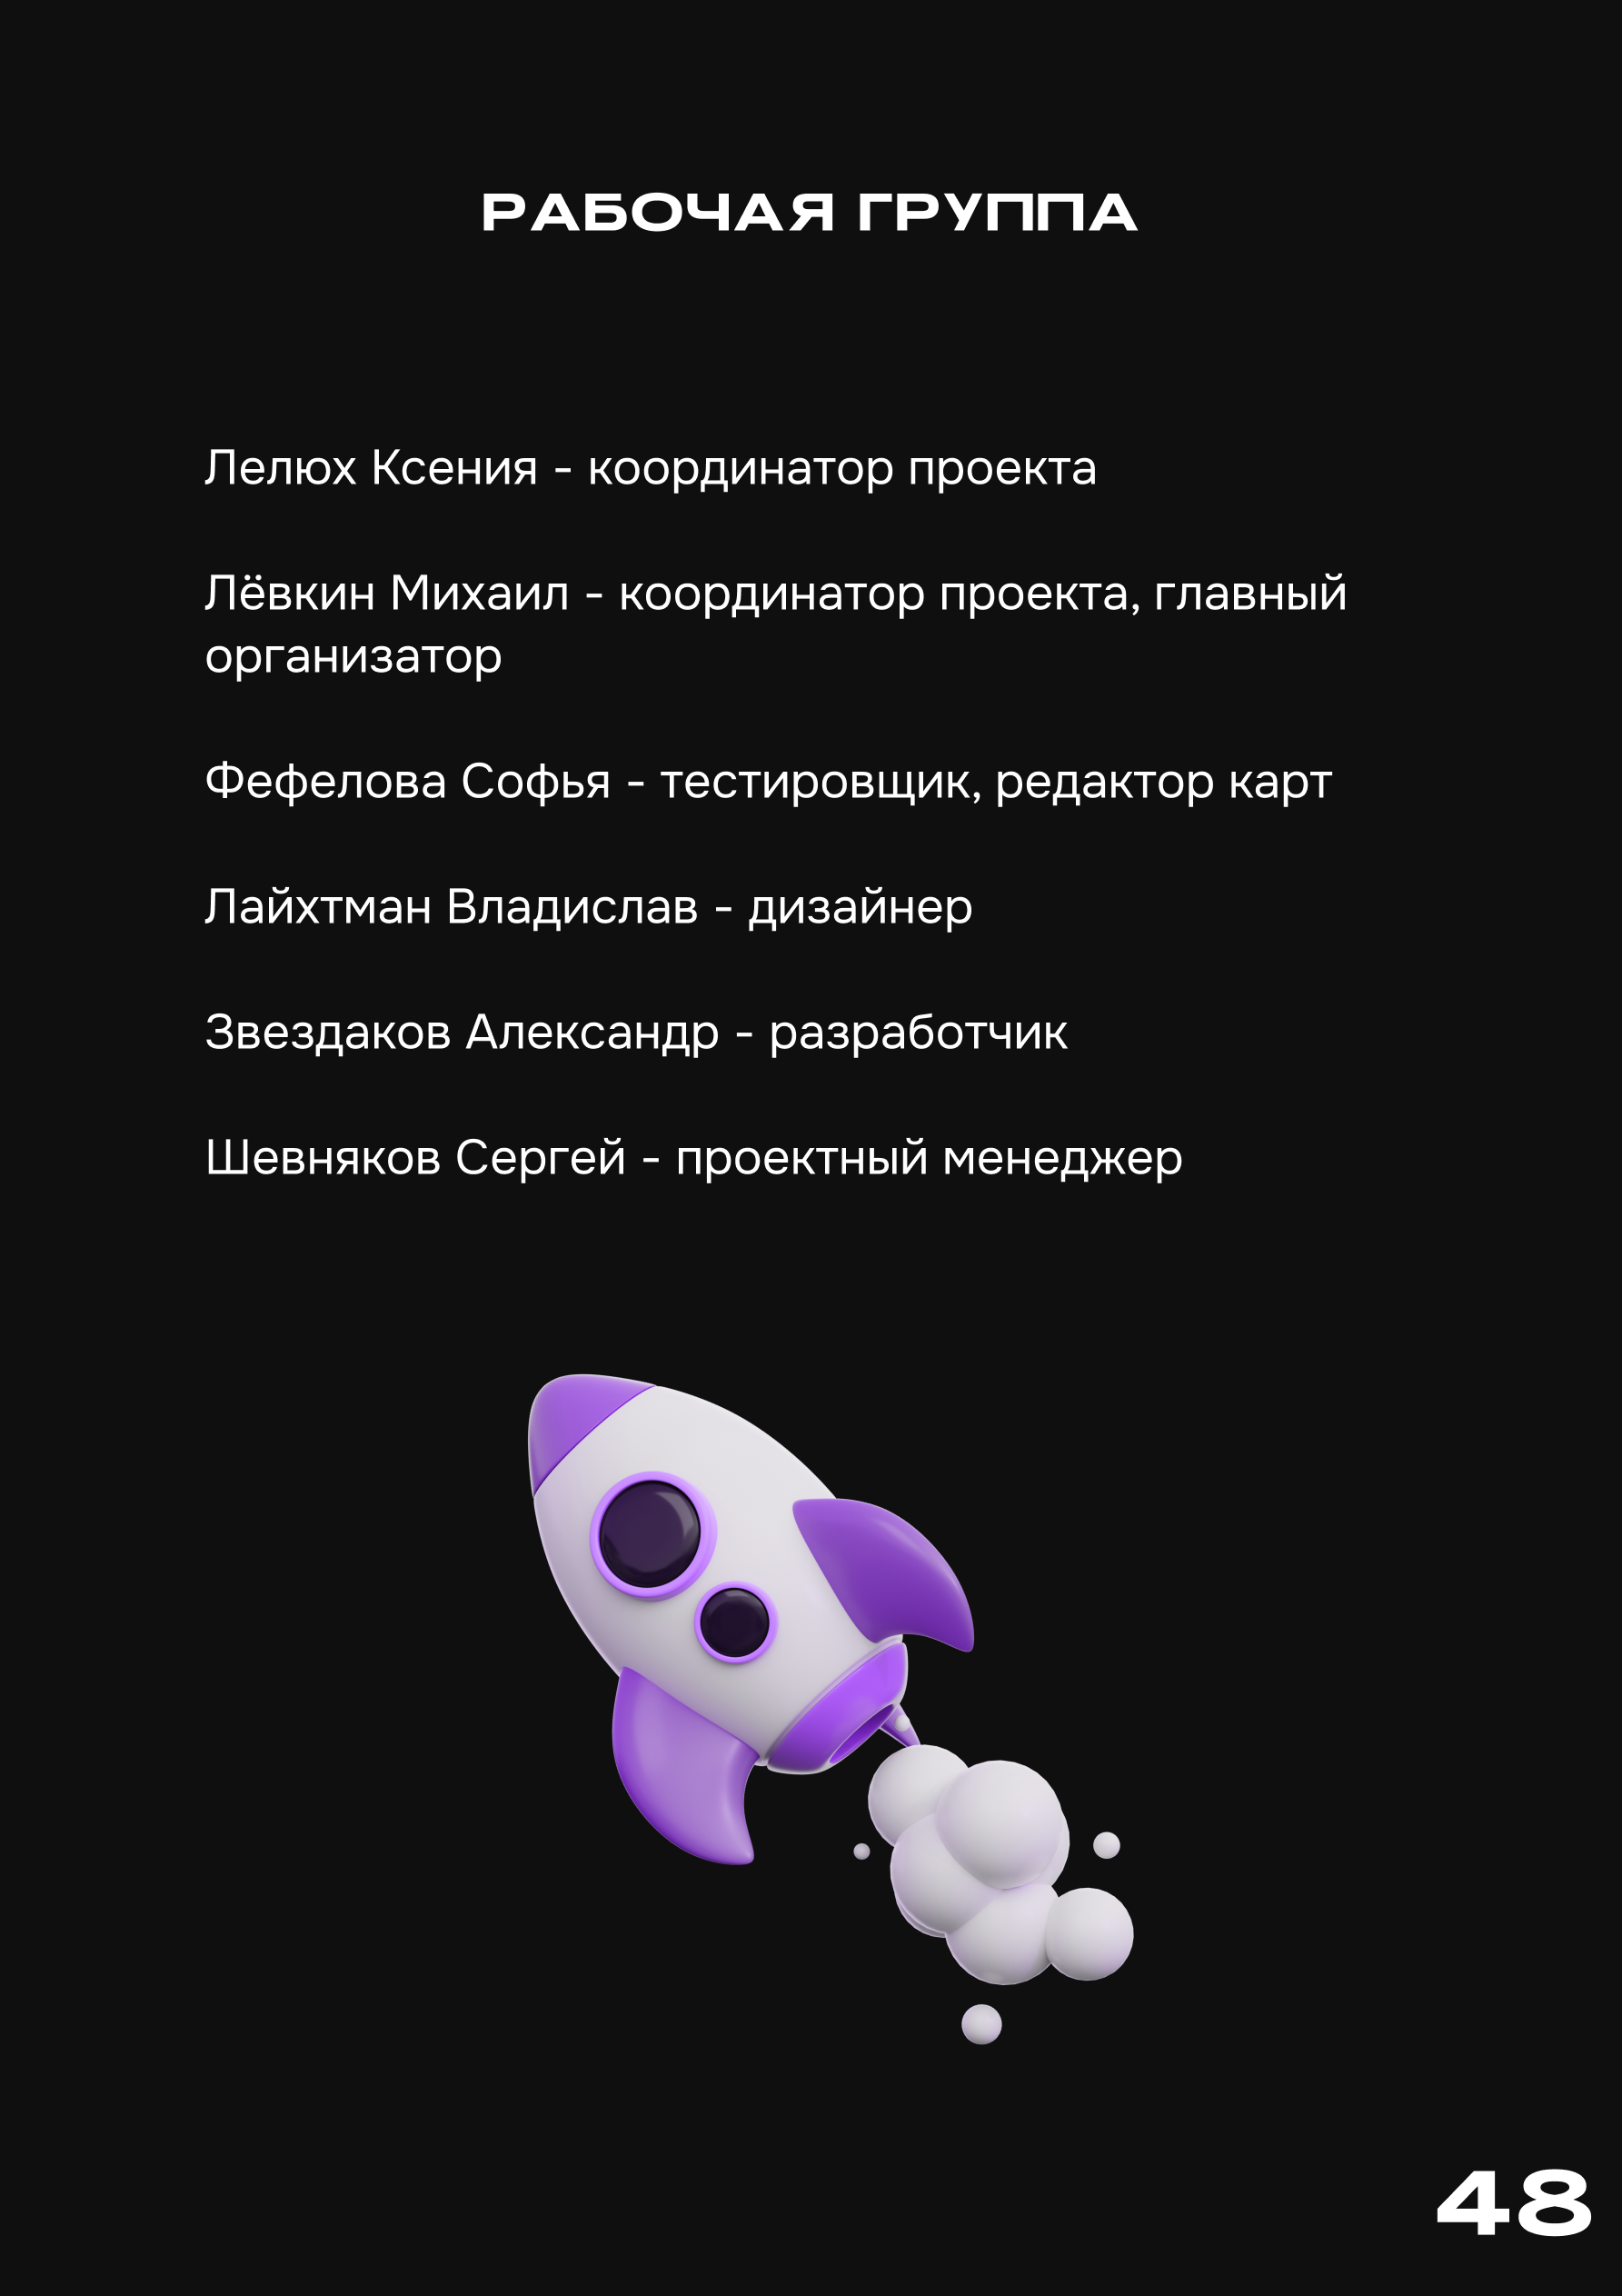 РАБОЧАЯ ГРУППА
Лелюх Ксения - координатор проекта
Лёвкин Михаил - координатор проекта, главный
организатор
Фефелова Софья - тестировщик, редактор карт
Лайхтман Владислав - дизайнер
Звездаков Александр - разработчик
Шевняков Сергей - проектный менеджер
48